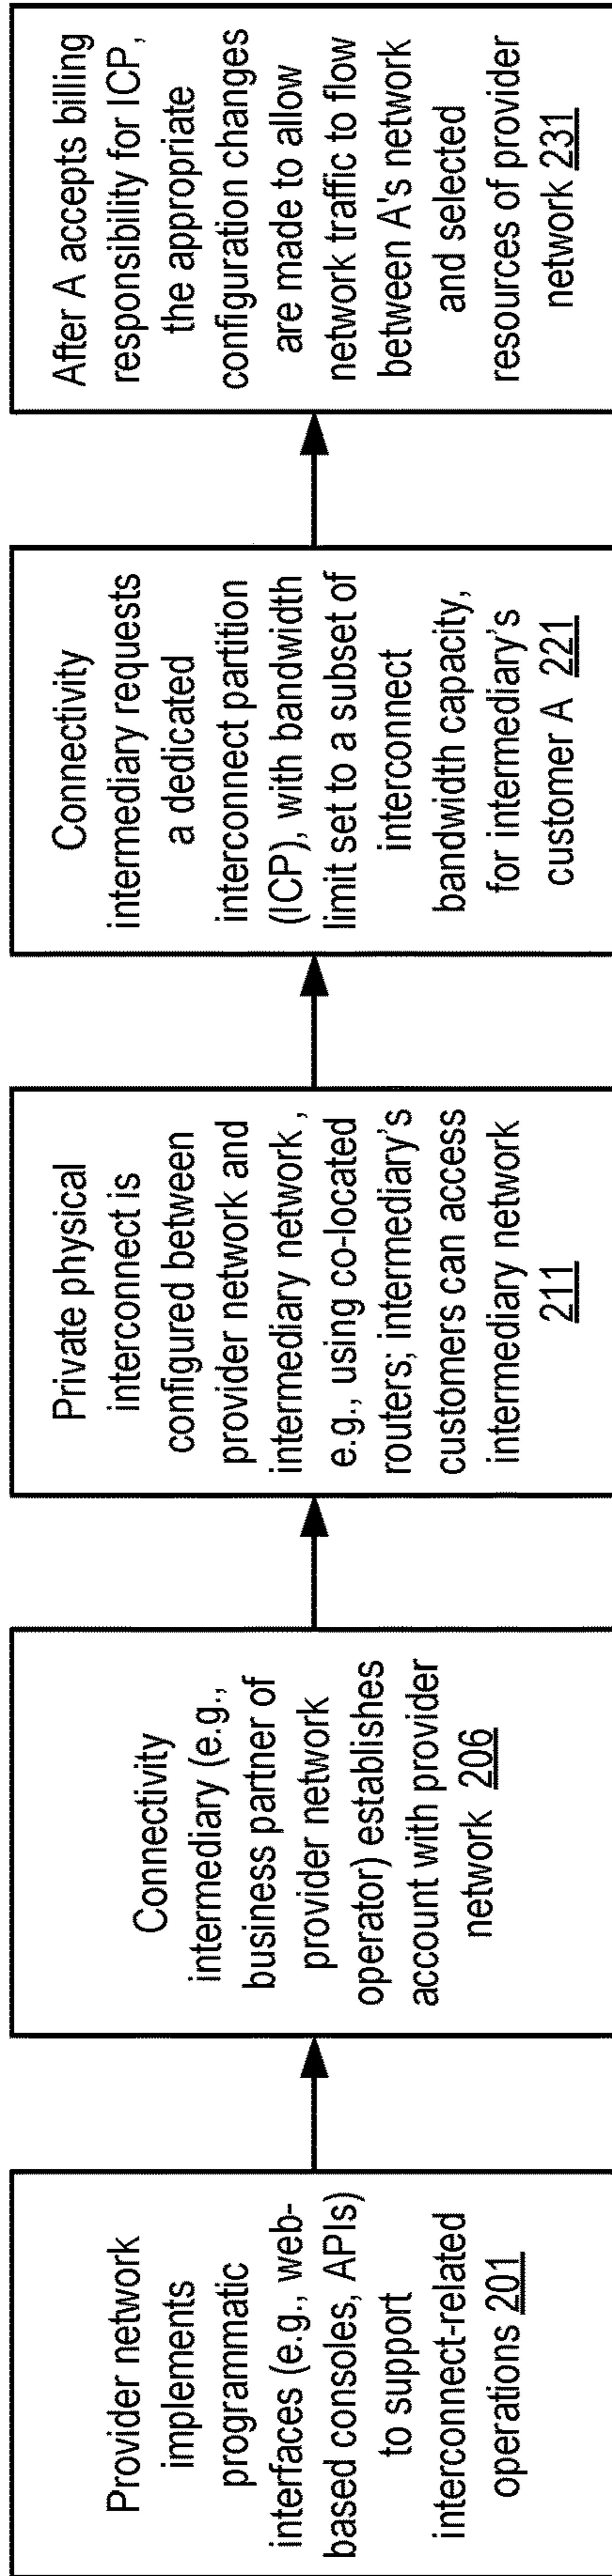 Provider network
implements
programmatic
interfaces (e.g., web-
based consoles, APIs)
to support
interconnect-related
operations 201
Connectivity
intermediary (e.g.,
business partner of
provider network
operator) establishes
account with provider
network 206
Private physical
interconnect is
configured between
provider network and
intermediary network ,
e.g., using co-located
routers; intermediary's
customers can access
intermediary network
211
Connectivity
intermediary requests
a dedicated
interconnect partition
(ICP), with bandwidth
limit set to a subset of
interconnect
bandwidth capacity,
for intermediary's
customer A 221
After A accepts billing
responsibility for ICP,
the appropriate
configuration changes
are made to allow
network traffic to flow
between A's network
and selected
resources of provider
network 231